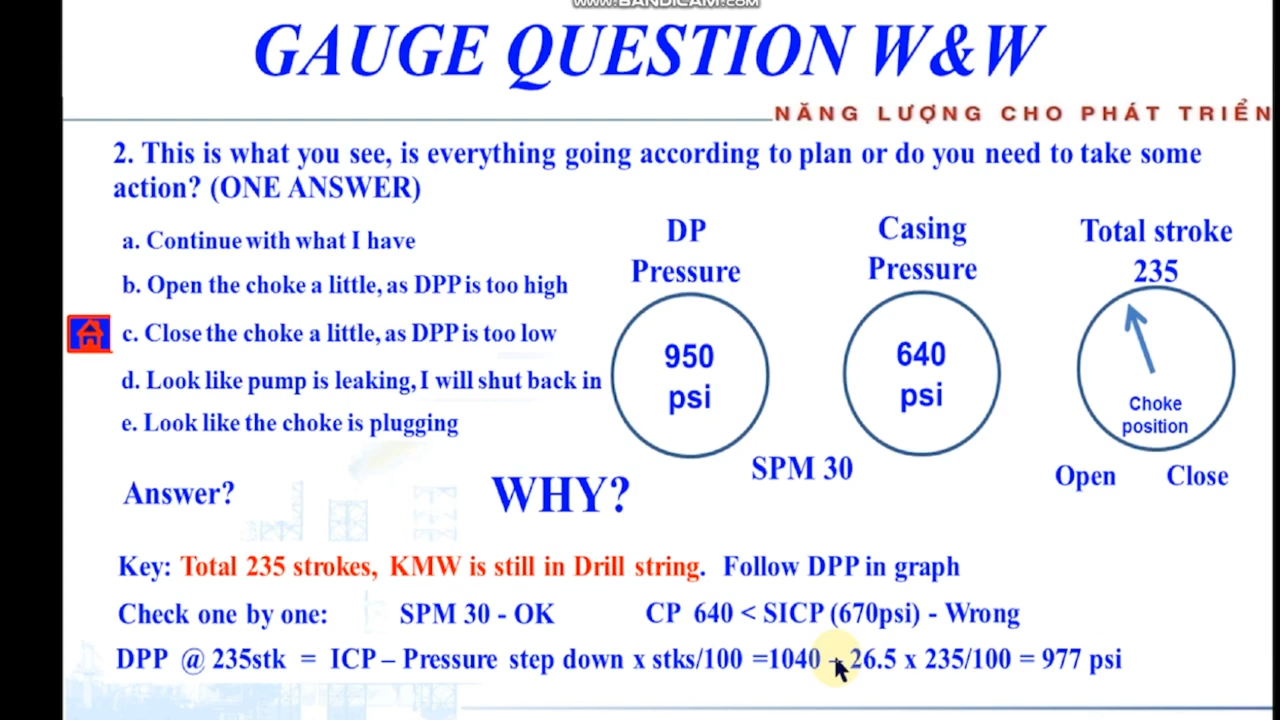 www.BANDICAM.com
GAUGE QUESTION W&W
NĂNG LƯỢNG CHO PHÁT TRIỂN
2. This is what you see, is everything going according to plan or do you need to take some
action? (ONE ANSWER)
a. Continue with what I have
b. Open the choke a little, as DPP is too high
c. Close the choke a little, as DPP is too low
d. Look like pump is leaking, I will shut back in
e. Look like the choke is plugging
DP
Pressure
950
psi
Casing
Pressure
640
psi
Total stroke
235
Choke
position
SPM 30
Open Close
Answer?
WHY?
Key: Total 235 strokes, KMW is still in Drill string. Follow DPP in graph
Check one by one: SPM 30 - OK CP 640 < SICP (670psi) - Wrong
DPP @ 235stk = ICP – Pressure step down x stks/100 =1040 - 26.5 x 235/100 = 977 psi